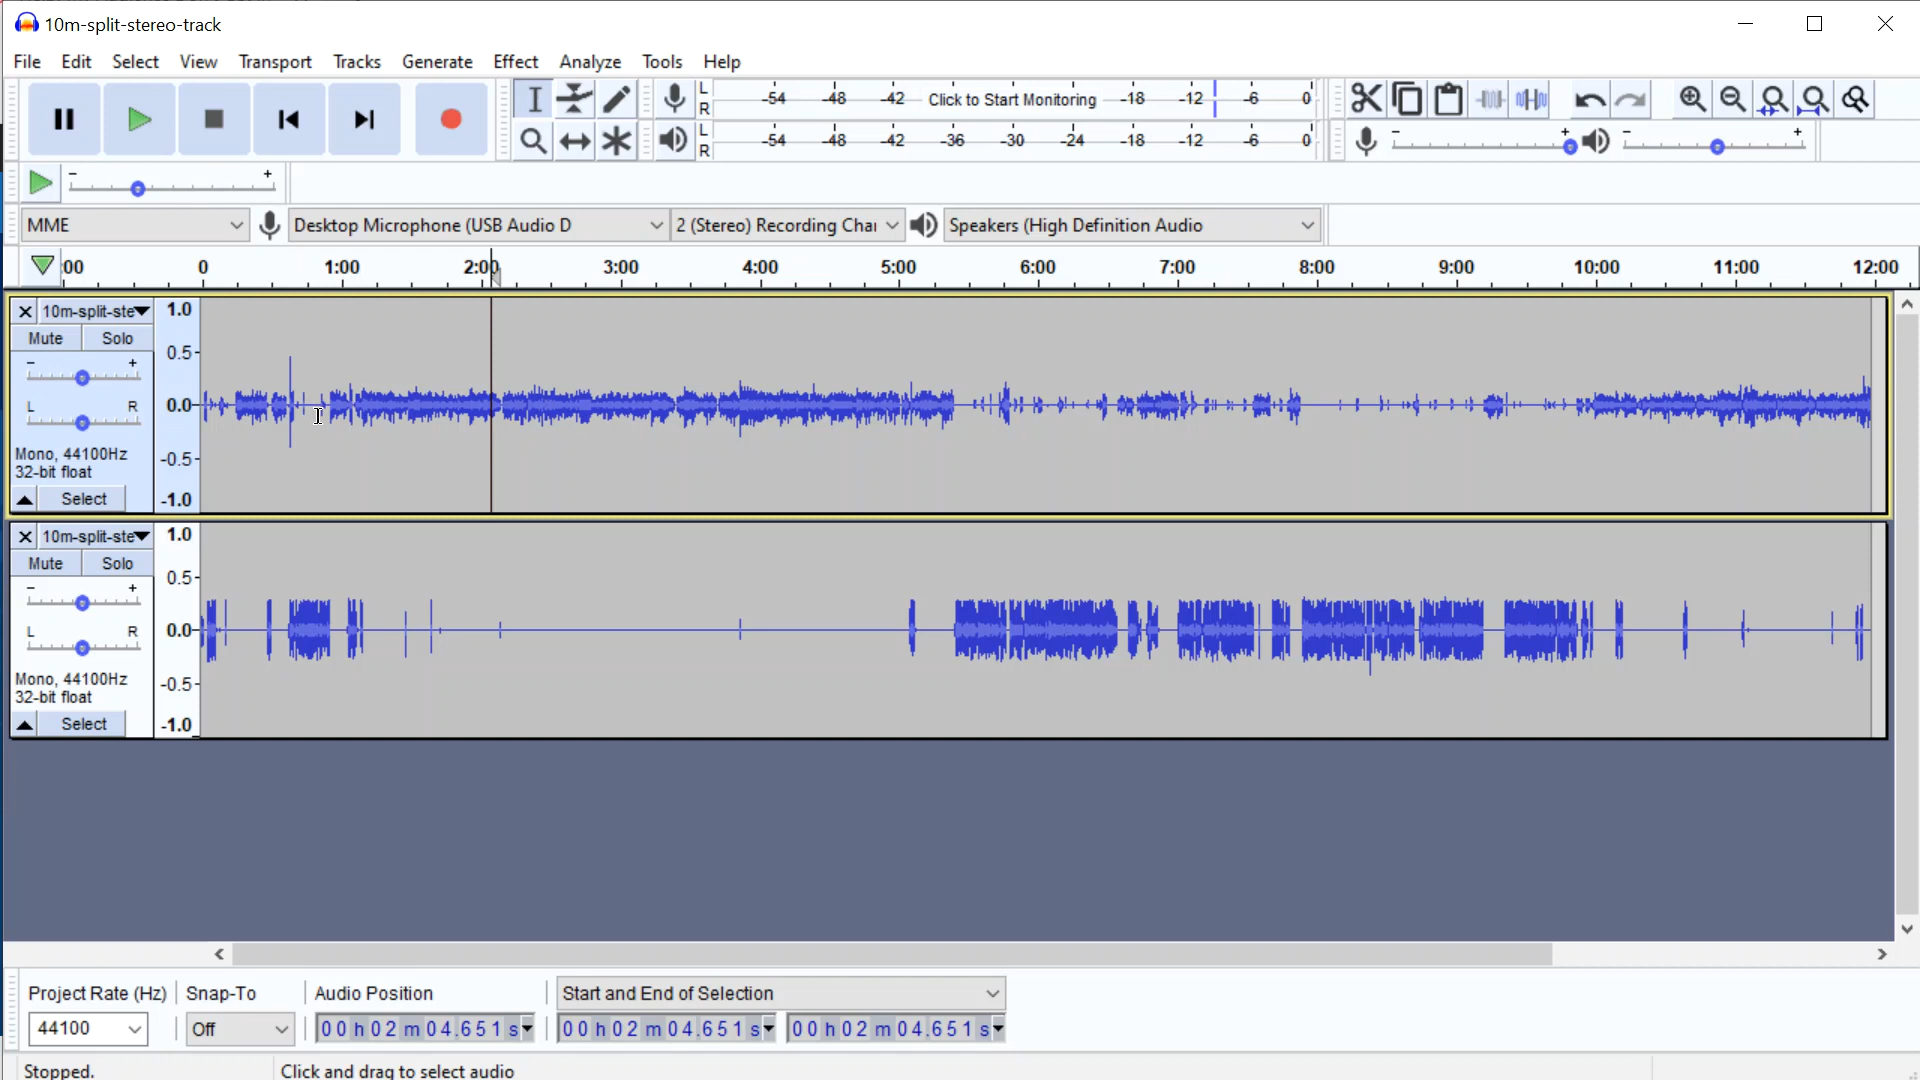 10m-split-stereo-track
File Edit Select View Transport Tracks Generate Effect Analyze Tools Help
L R -54 -48 -42 Click to Start Monitoring -18 -12 -6 0
L R -54 -48 -42 -36 -30 -24 -18 -12 -6 0
- + - +
- +
MME Desktop Microphone (USB Audio D 2 (Stereo) Recording Chai Speakers (High Definition Audio
:00 0 1:00 2:00 3:00 4:00 5:00 6:00 7:00 8:00 9:00 10:00 11:00 12:00
10m-split-ste 1.0
Mute Solo
0.5
- +
L R 0.0
Mono, 44100Hz -0.5
32-bit float
Select -1.0
10m-split-ste 1.0
Mute Solo
0.5
- +
L R 0.0
Mono, 44100Hz -0.5
32-bit float
Select -1.0
Project Rate (Hz) Snap-To Audio Position Start and End of Selection
44100 Off 00 h 02 m 04.651 s 00 h 02 m 04.651 s 00 h 02 m 04.651 s
Stopped. Click and drag to select audio